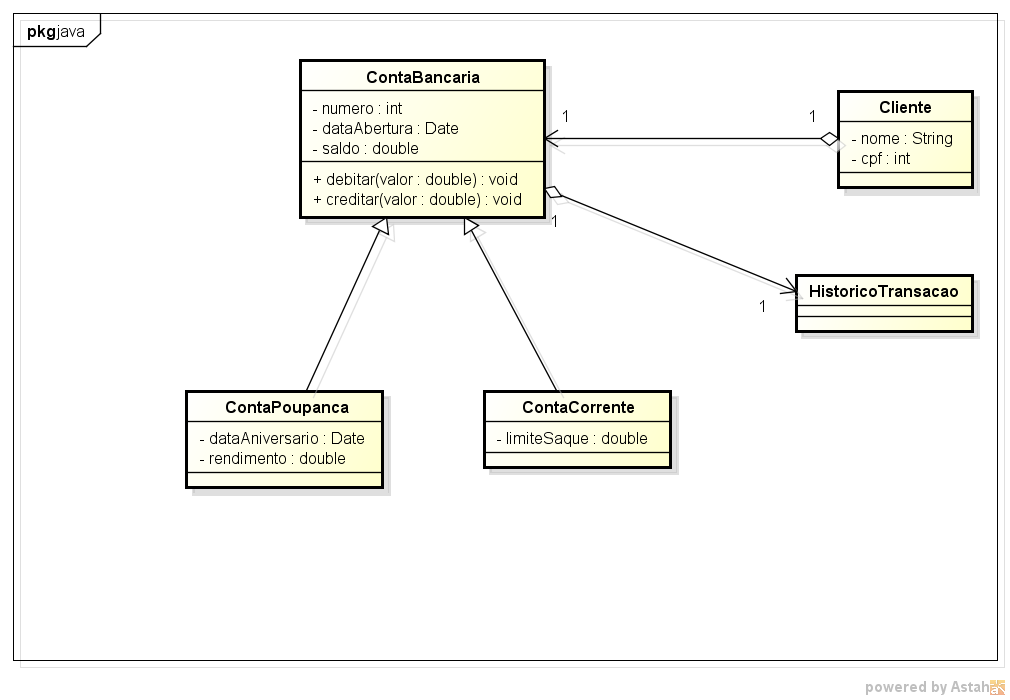 pkg java
ContaBancaria
- numero : int
- dataAbertura : Date
- saldo : double
+ debitar(valor : double) : void
+ creditar(valor : double) : void
1
1
Cliente
- nome : String
- cpf : int
1
1
HistoricoTransacao
ContaPoupanca
- dataAniversario : Date
- rendimento : double
ContaCorrente
- limiteSaque : double
powered by Astah